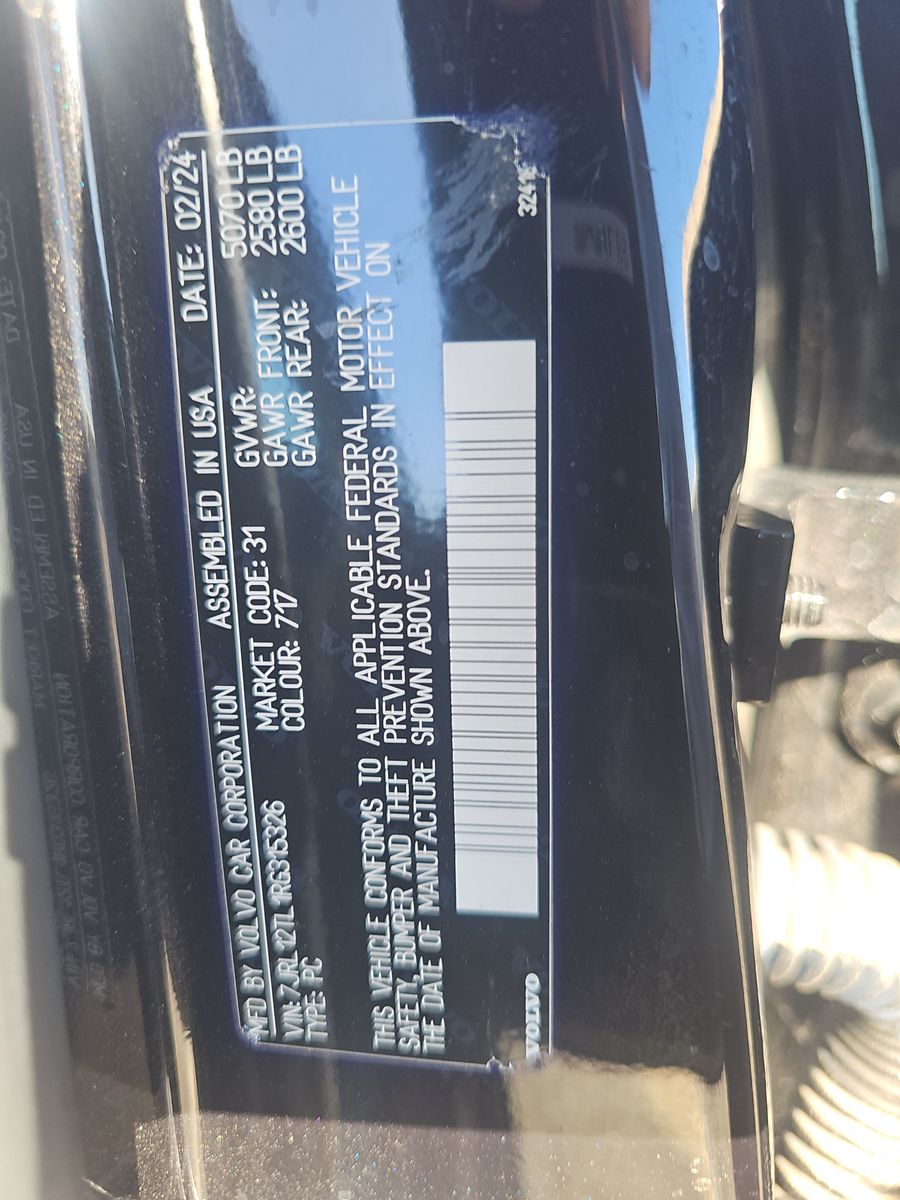 MFD BY VOLVO CAR CORPORATION ASSEMBLED IN USA DATE: 02/24
VIN: 7JRL12TL1RG315326 MARKET CODE: 31 GVWR: 5070 LB
TYPE: PC COLOUR: 717 GAWR FRONT: 2580 LB
GAWR REAR: 2600 LB
THIS VEHICLE CONFORMS TO ALL APPLICABLE FEDERAL MOTOR VEHICLE
SAFETY, BUMPER AND THEFT PREVENTION STANDARDS IN EFFECT ON
THE DATE OF MANUFACTURE SHOWN ABOVE.
VOLVO